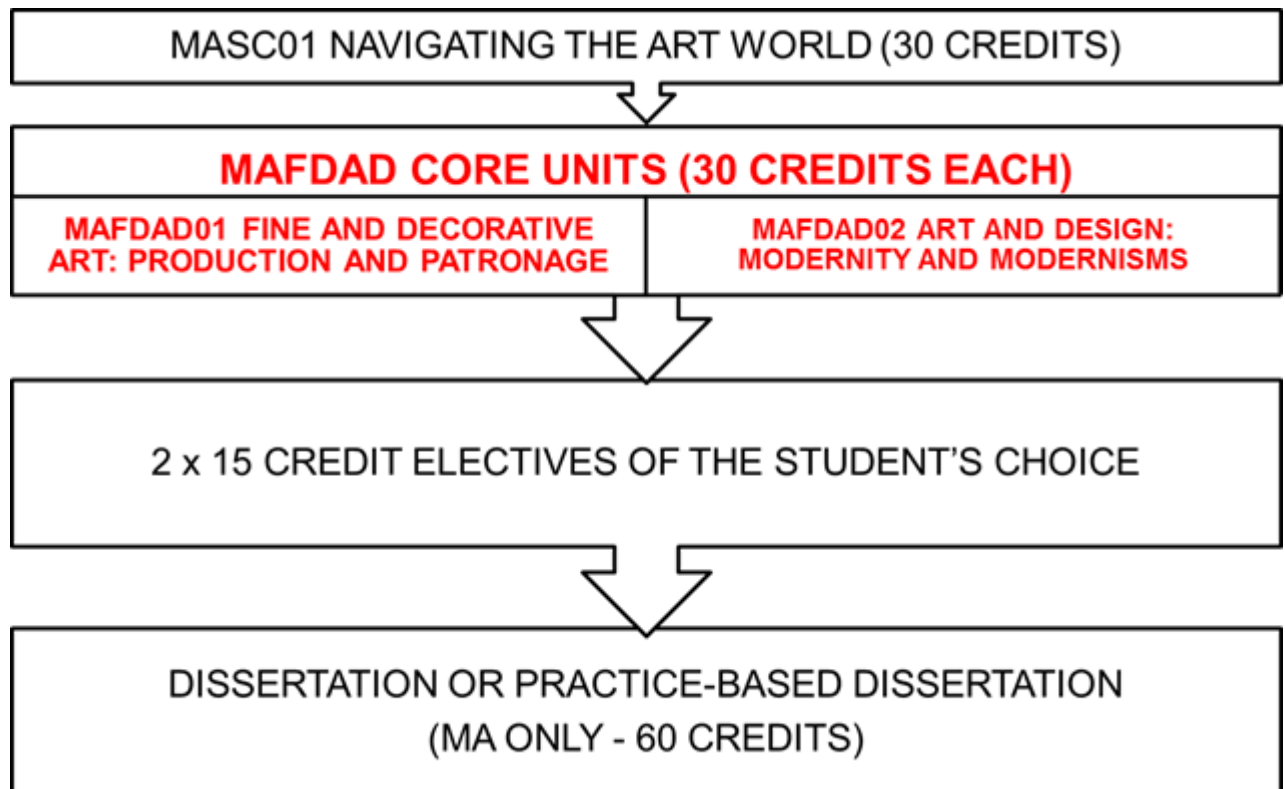 MASC01 NAVIGATING THE ART WORLD (30 CREDITS)
MAFDAD CORE UNITS (30 CREDITS EACH)
MAFDAD01 FINE AND DECORATIVE
ART: PRODUCTION AND PATRONAGE
MAFDAD02 ART AND DESIGN:
MODERNITY AND MODERNISMS
2 x 15 CREDIT ELECTIVES OF THE STUDENT’S CHOICE
DISSERTATION OR PRACTICE-BASED DISSERTATION
(MA ONLY - 60 CREDITS)